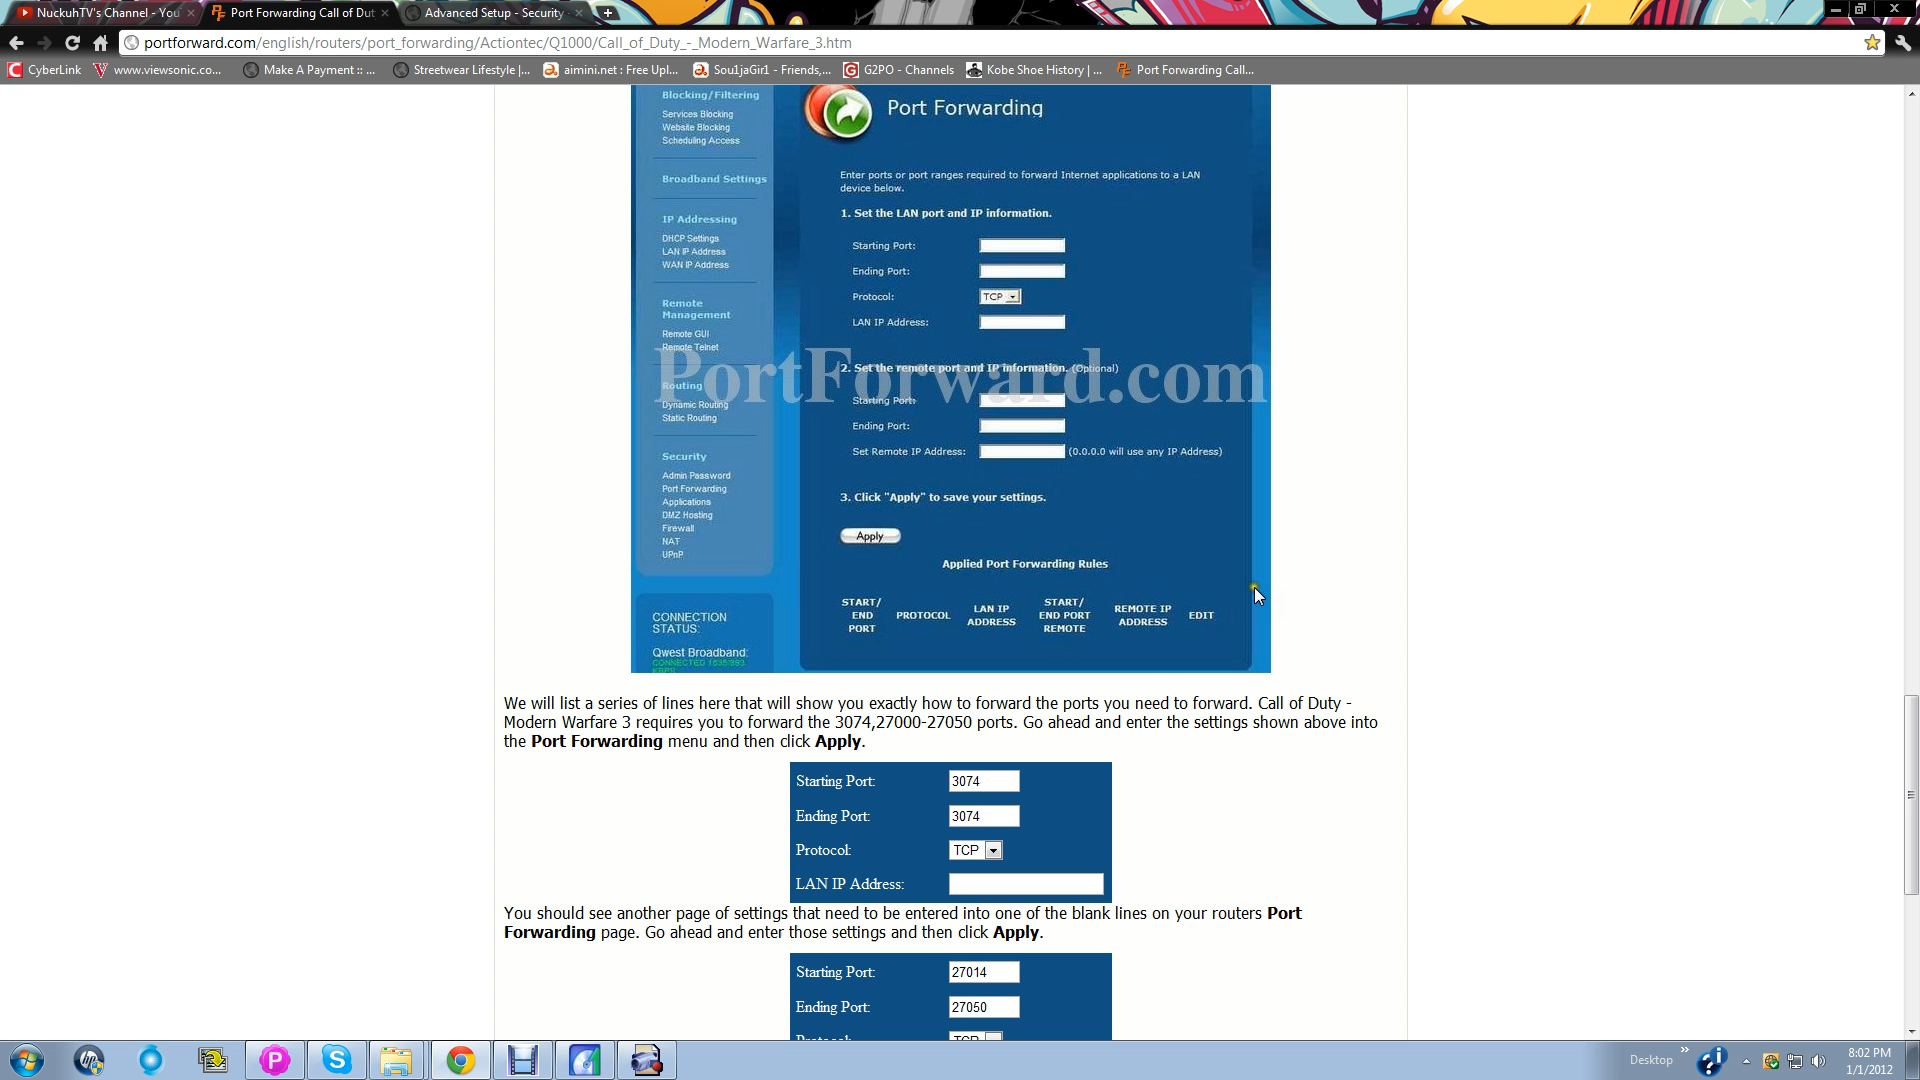 NuckuhTV's Channel - You
Port Forwarding Call of Dut
Advanced Setup - Security
portforward.com/english/routers/port_forwarding/Actiontec/Q1000/Call_of_Duty_-_Modern_Warfare_3.htm
CyberLink
www.viewsonic.co...
Make A Payment :: ...
Streetwear Lifestyle |...
aimini.net : Free Upl...
Sou1jaGir1 - Friends,...
G2PO - Channels
Kobe Shoe History | ...
Port Forwarding Call...
Blocking/Filtering
Services Blocking
Website Blocking
Scheduling Access
Broadband Settings
IP Addressing
DHCP Settings
LAN IP Address
WAN IP Address
Remote
Management
Remote GUI
Remote Telnet
Routing
Dynamic Routing
Static Routing
Security
Admin Password
Port Forwarding
Applications
DMZ Hosting
Firewall
NAT
UPnP
CONNECTION
STATUS:
Qwest Broadband:
Port Forwarding
Enter ports or port ranges required to forward Internet applications to a LAN
device below.
1. Set the LAN port and IP information.
Starting Port:
Ending Port:
Protocol: TCP
LAN IP Address:
PortForward.com
2. Set the remote port and IP information. (Optional)
Starting Port:
Ending Port:
Set Remote IP Address: (0.0.0.0 will use any IP Address)
3. Click "Apply" to save your settings.
Apply
Applied Port Forwarding Rules
START/ END PORT
PROTOCOL
LAN IP ADDRESS
START/ END PORT REMOTE
REMOTE IP ADDRESS
EDIT
We will list a series of lines here that will show you exactly how to forward the ports you need to forward. Call of Duty -
Modern Warfare 3 requires you to forward the 3074,27000-27050 ports. Go ahead and enter the settings shown above into
the Port Forwarding menu and then click Apply.
Starting Port: 3074
Ending Port: 3074
Protocol: TCP
LAN IP Address:
You should see another page of settings that need to be entered into one of the blank lines on your routers Port
Forwarding page. Go ahead and enter those settings and then click Apply.
Starting Port: 27014
Ending Port: 27050
Protocol: TCP
Desktop
8:02 PM
1/1/2012